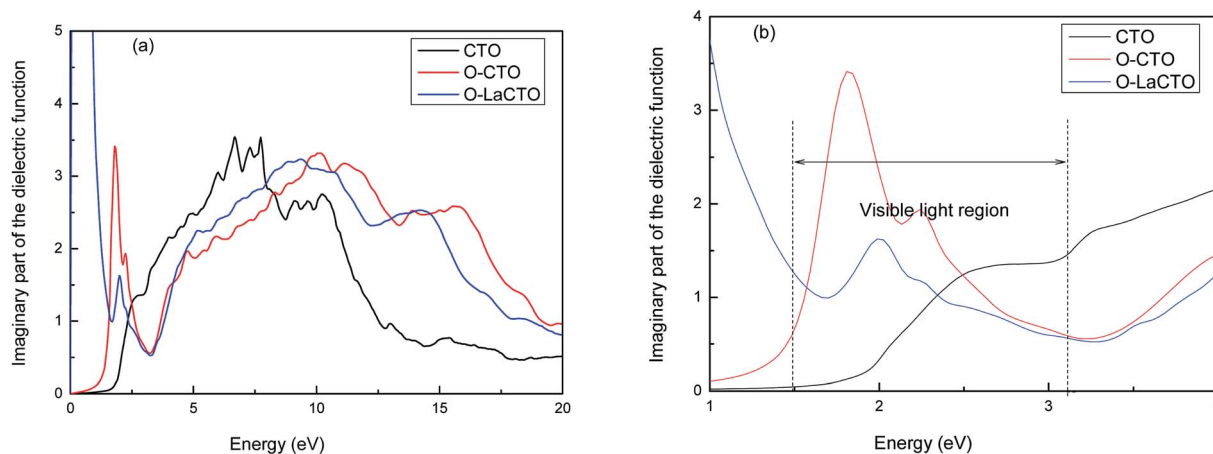 (a)
CTO
O-CTO
O-LaCTO
Imaginary part of the dielectric function
5
4
3
2
1
0
0 5 10 15 20
Energy (eV)
(b)
CTO
O-CTO
O-LaCTO
Visible light region
Imaginary part of the dielectric function
4
3
2
1
0
1 2 3
Energy (eV)